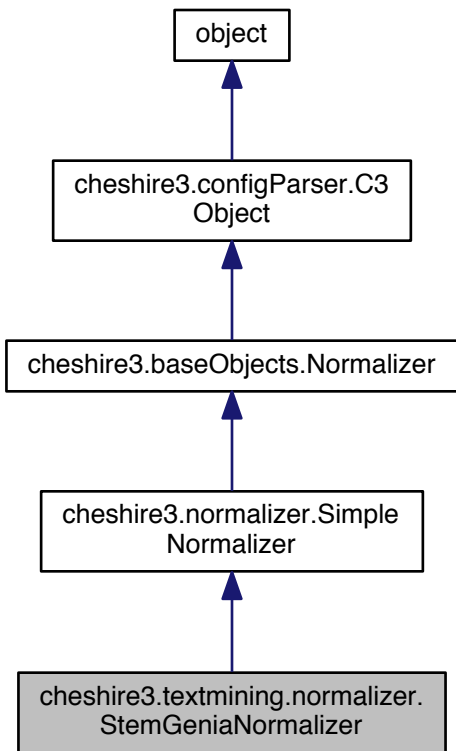 object
cheshire3.configParser.C3
Object
cheshire3.baseObjects.Normalizer
cheshire3.normalizer.Simple
Normalizer
cheshire3.textmining.normalizer.
StemGeniaNormalizer